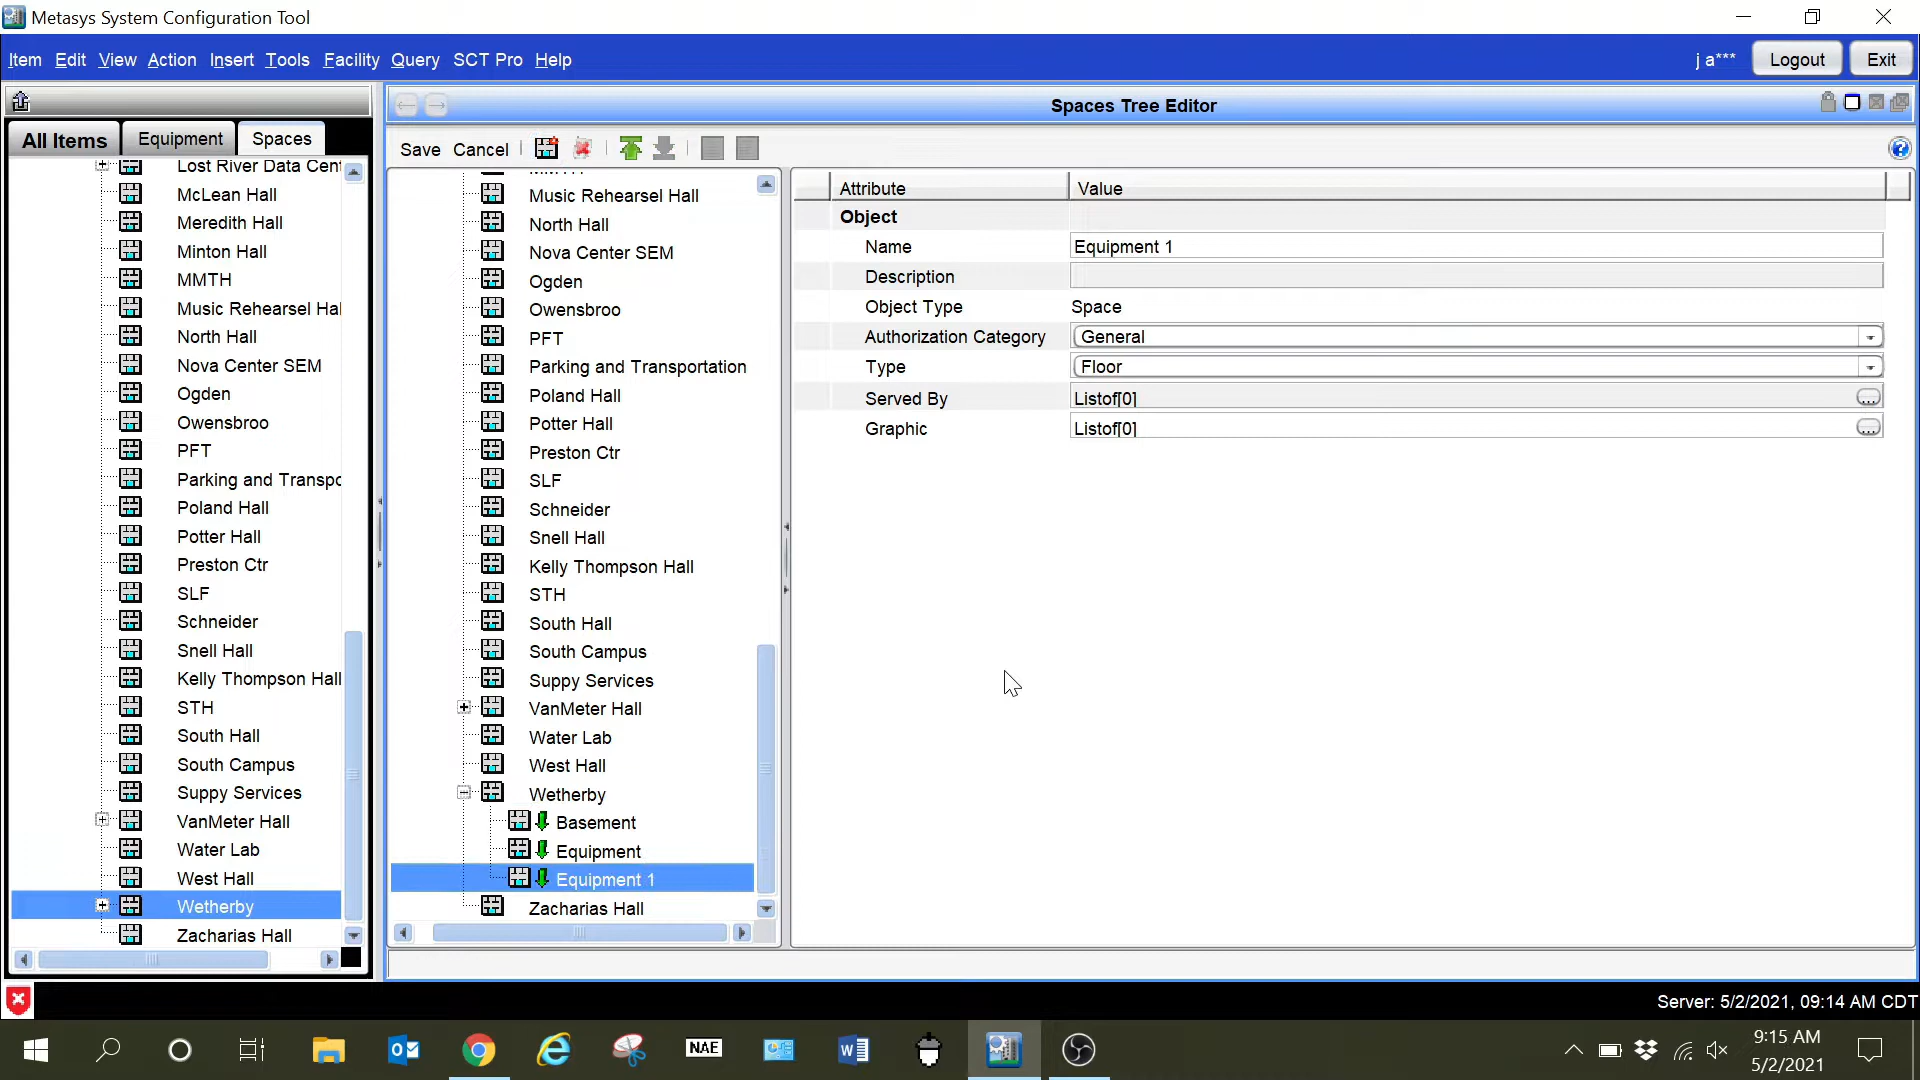 Metasys System Configuration Tool
Item Edit View Action Insert Tools Facility Query SCT Pro Help
j a*** Logout Exit
All Items Equipment Spaces
Lost River Data Cent
McLean Hall
Meredith Hall
Minton Hall
MMTH
Music Rehearsel Hal
North Hall
Nova Center SEM
Ogden
Owensbroo
PFT
Parking and Transpo
Poland Hall
Potter Hall
Preston Ctr
SLF
Schneider
Snell Hall
Kelly Thompson Hall
STH
South Hall
South Campus
Suppy Services
VanMeter Hall
Water Lab
West Hall
Wetherby
Zacharias Hall
Spaces Tree Editor
Save Cancel
MMTH
Music Rehearsel Hall
North Hall
Nova Center SEM
Ogden
Owensbroo
PFT
Parking and Transportation
Poland Hall
Potter Hall
Preston Ctr
SLF
Schneider
Snell Hall
Kelly Thompson Hall
STH
South Hall
South Campus
Suppy Services
VanMeter Hall
Water Lab
West Hall
Wetherby
Basement
Equipment
Equipment 1
Zacharias Hall
Attribute Value
Object
Name Equipment 1
Description
Object Type Space
Authorization Category General
Type Floor
Served By Listof[0]
Graphic Listof[0]
Server: 5/2/2021, 09:14 AM CDT
NAE
9:15 AM
5/2/2021